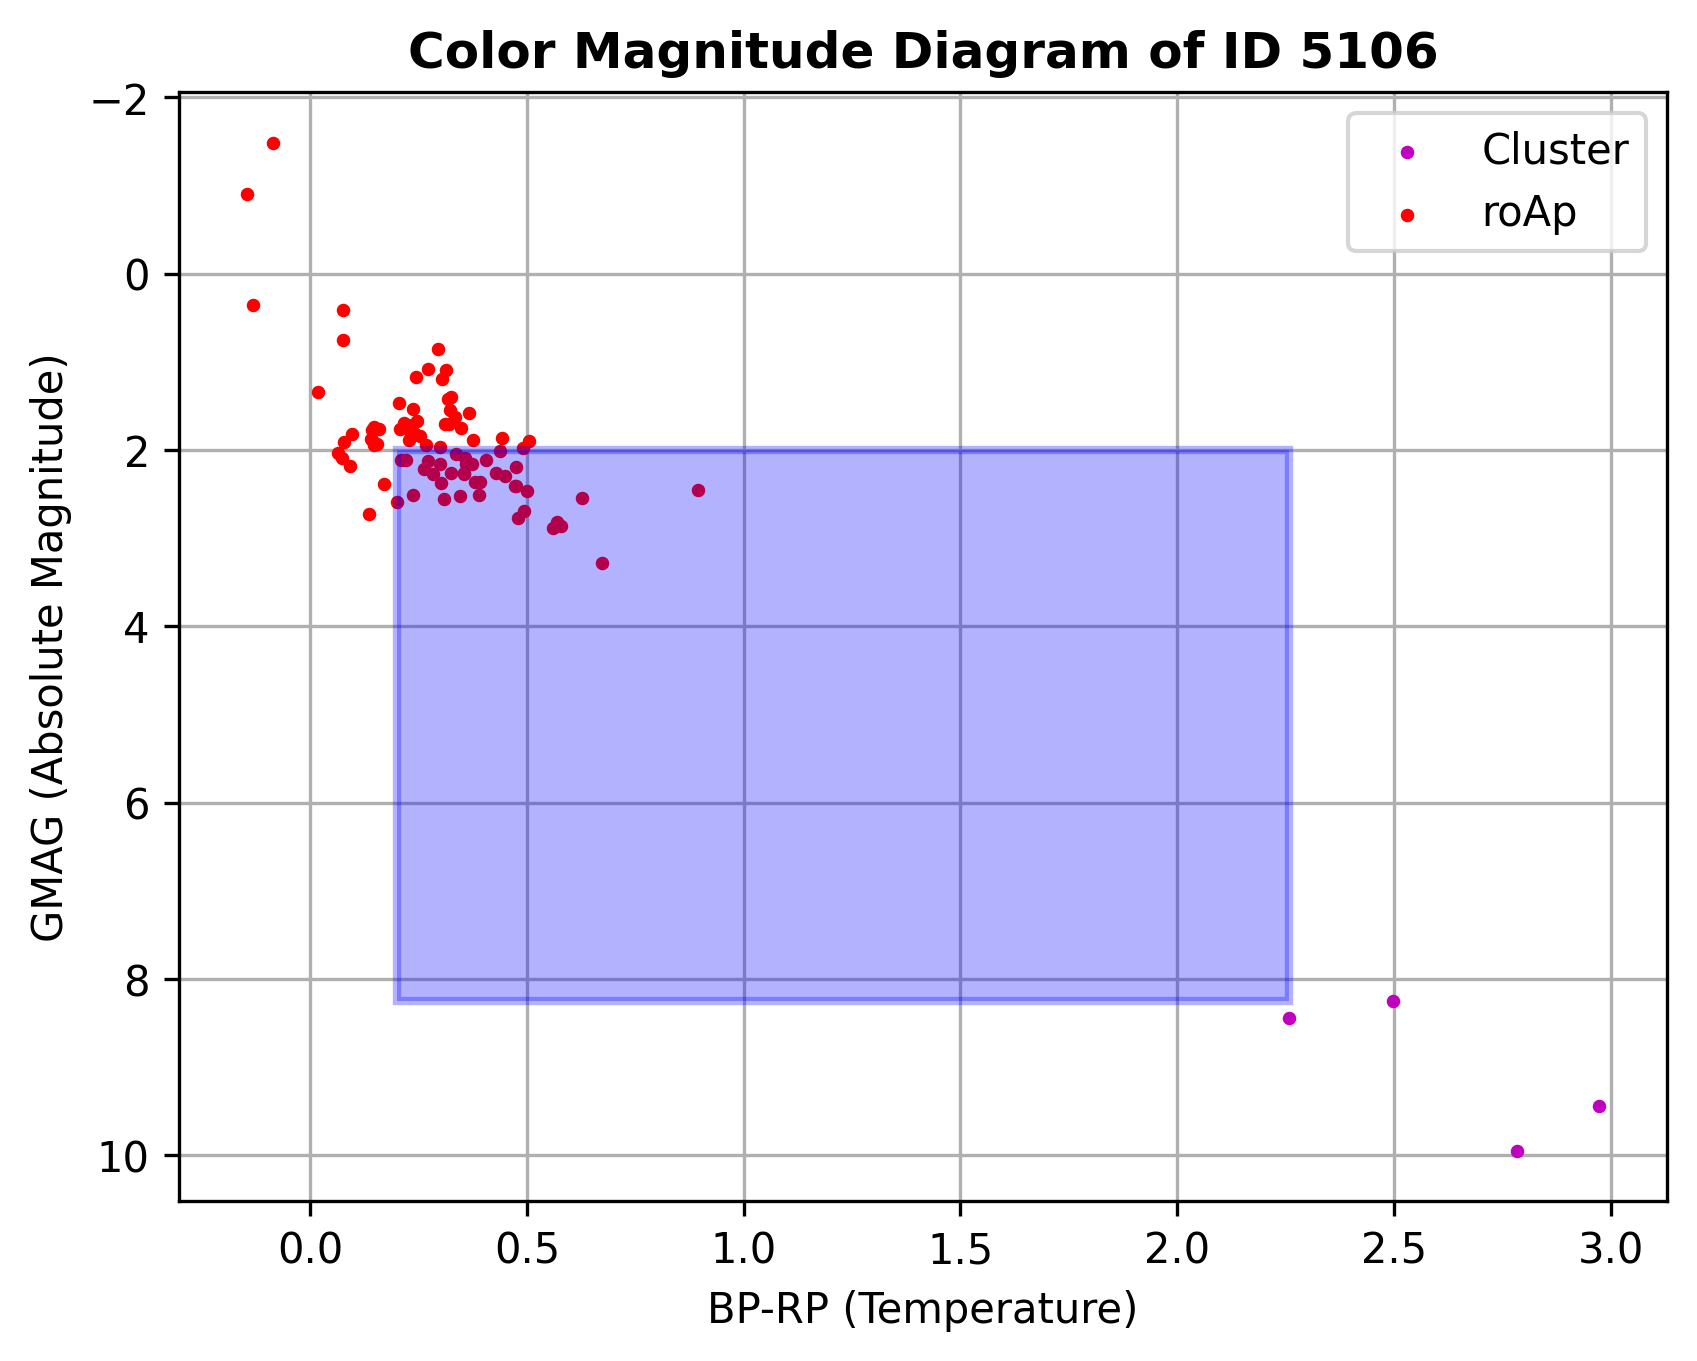 Color Magnitude Diagram of ID 5106
Cluster
roAp
GMAG (Absolute Magnitude)
−2
0
2
4
6
8
10
0.0 0.5 1.0 1.5 2.0 2.5 3.0
BP-RP (Temperature)